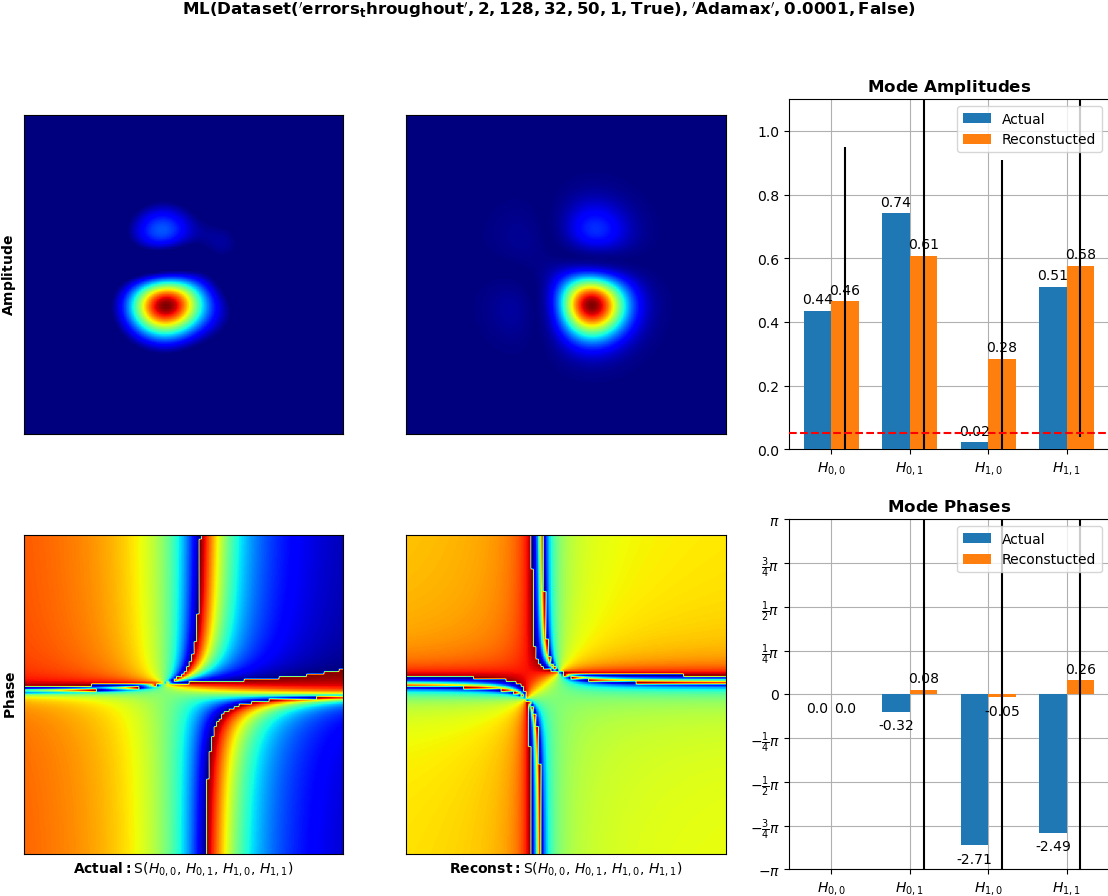 ML(Dataset('errors_throughout', 2, 128, 32, 50, 1, True), 'Adamax', 0.0001, False)
Amplitude
Mode Amplitudes
Actual
Reconstucted
1.0
0.8
0.6
0.4
0.2
0.0
0.44
0.46
0.74
0.61
0.02
0.28
0.51
0.58
H0,0
H0,1
H1,0
H1,1
Phase
Actual: S(H0,0, H0,1, H1,0, H1,1)
Reconst: S(H0,0, H0,1, H1,0, H1,1)
Mode Phases
Actual
Reconstucted
π
3/4π
1/2π
1/4π
0
-1/4π
-1/2π
-3/4π
-π
0.0
0.0
-0.32
0.08
-2.71
-0.05
-2.49
0.26
H0,0
H0,1
H1,0
H1,1